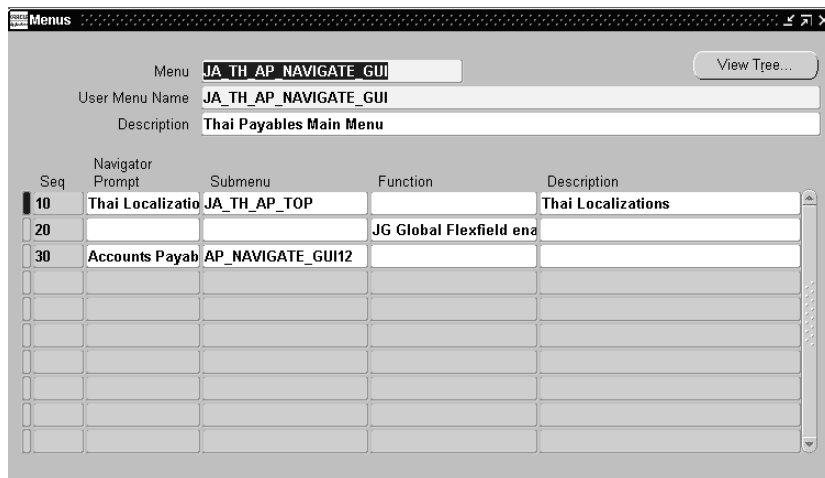 Menus
Menu JA_TH_AP_NAVIGATE_GUI View Tree...
User Menu Name JA_TH_AP_NAVIGATE_GUI
Description Thai Payables Main Menu
Navigator
Seq Prompt Submenu Function Description
10 Thai Localizatio JA_TH_AP_TOP Thai Localizations
20 JG Global Flexfield ena
30 Accounts Payab AP_NAVIGATE_GUI12